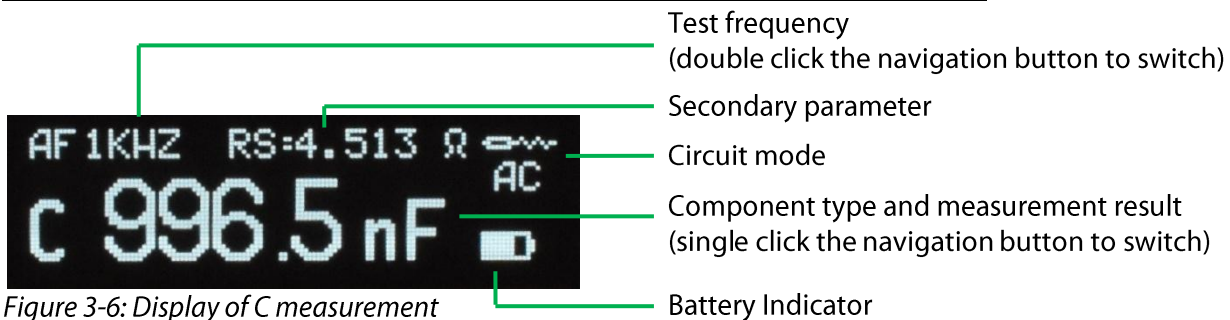 Test frequency
(double click the navigation button to switch)
Secondary parameter
AF 1KHZ RS:4.513 Ω
Circuit mode
AC
Component type and measurement result
C 996.5 nF
(single click the navigation button to switch)
Battery Indicator
Figure 3-6: Display of C measurement